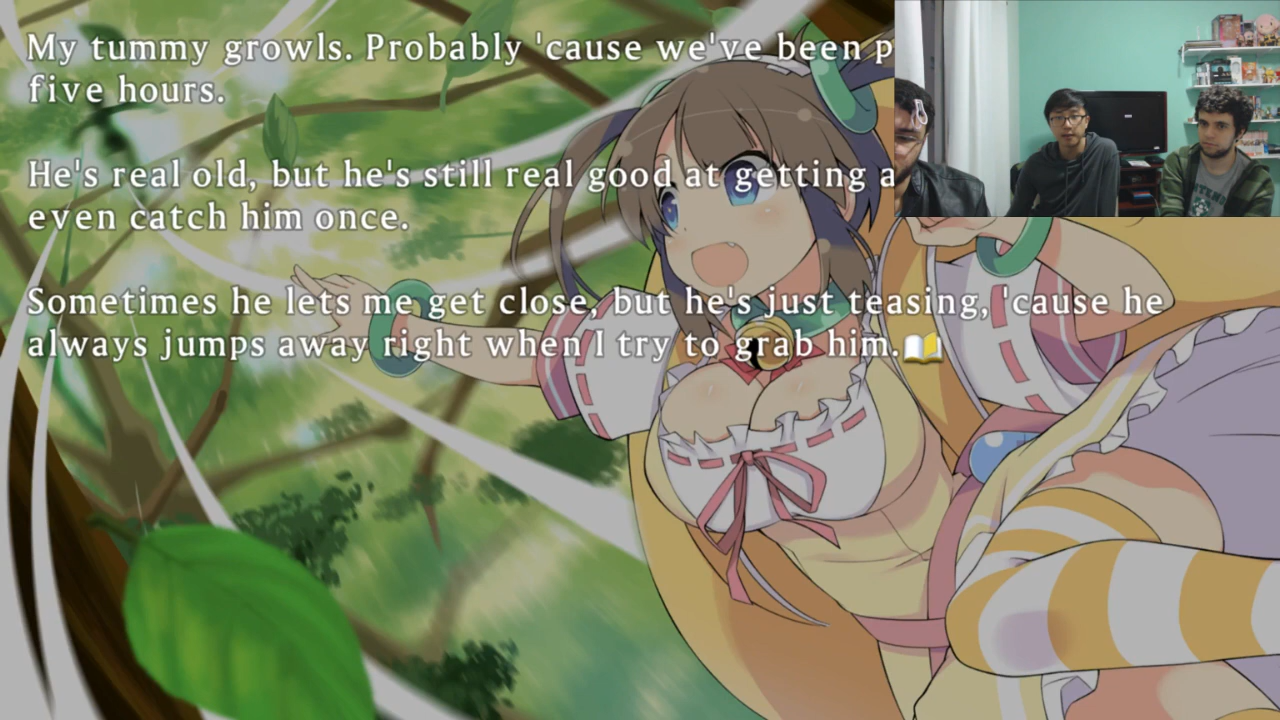 My tummy growls. Probably 'cause we've been p
five hours.
He's real old, but he's still real good at getting a
even catch him once.
Sometimes he lets me get close, but he's just teasing, 'cause he
always jumps away right when I try to grab him.